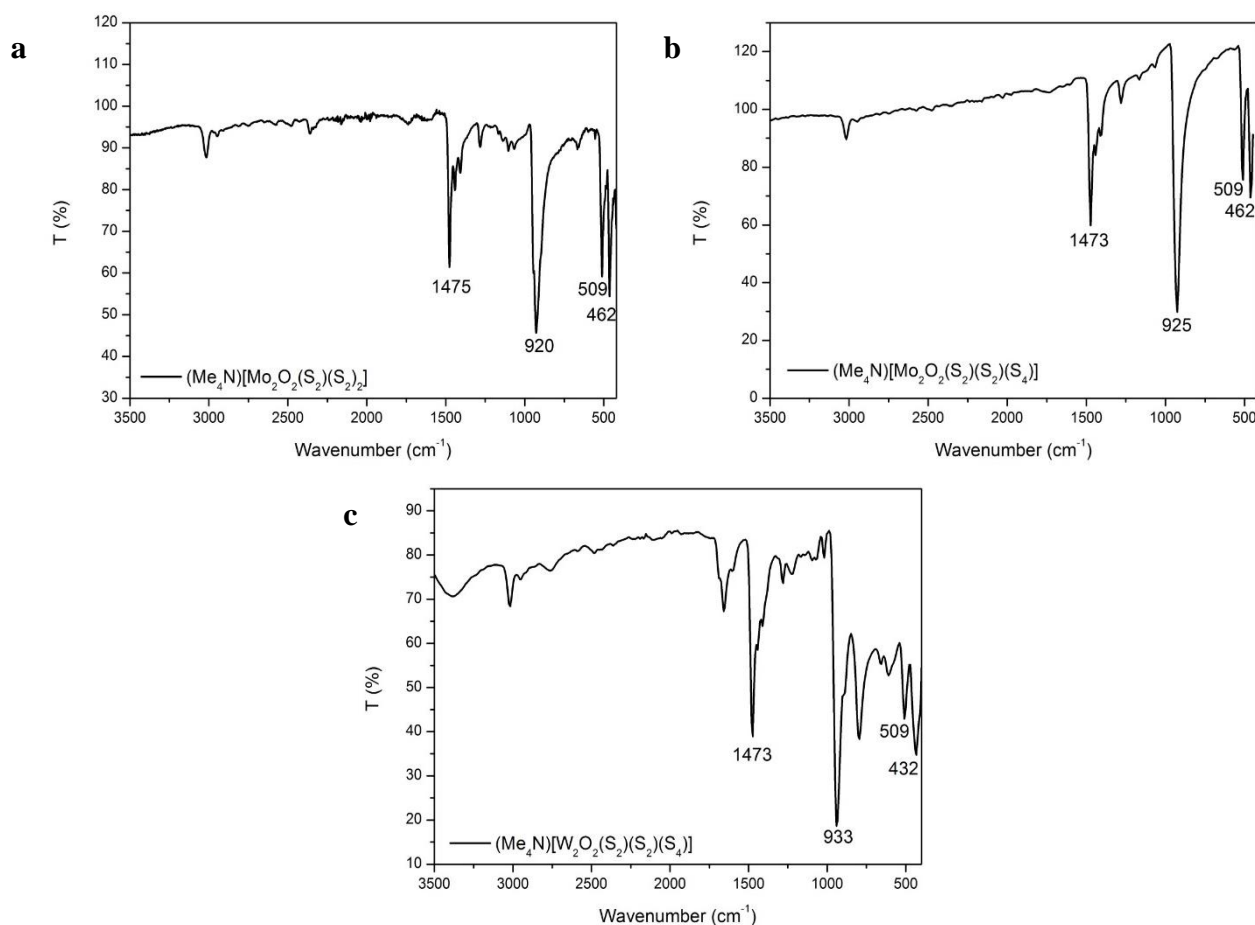 a
120
110
100
90
80
70
60
50
40
30
T (%)
1475
920
509
462
(Me₄N)[Mo₂O₂(S₂)(S₂)₂]
3500 3000 2500 2000 1500 1000 500
Wavenumber (cm⁻¹)
b
120
100
80
60
40
20
0
T (%)
1473
925
509
462
(Me₄N)[Mo₂O₂(S₂)(S₂)(S₄)]
3500 3000 2500 2000 1500 1000 500
Wavenumber (cm⁻¹)
c
90
80
70
60
50
40
30
20
10
T (%)
1473
933
509
432
(Me₄N)[W₂O₂(S₂)(S₂)(S₄)]
3500 3000 2500 2000 1500 1000 500
Wavenumber (cm⁻¹)